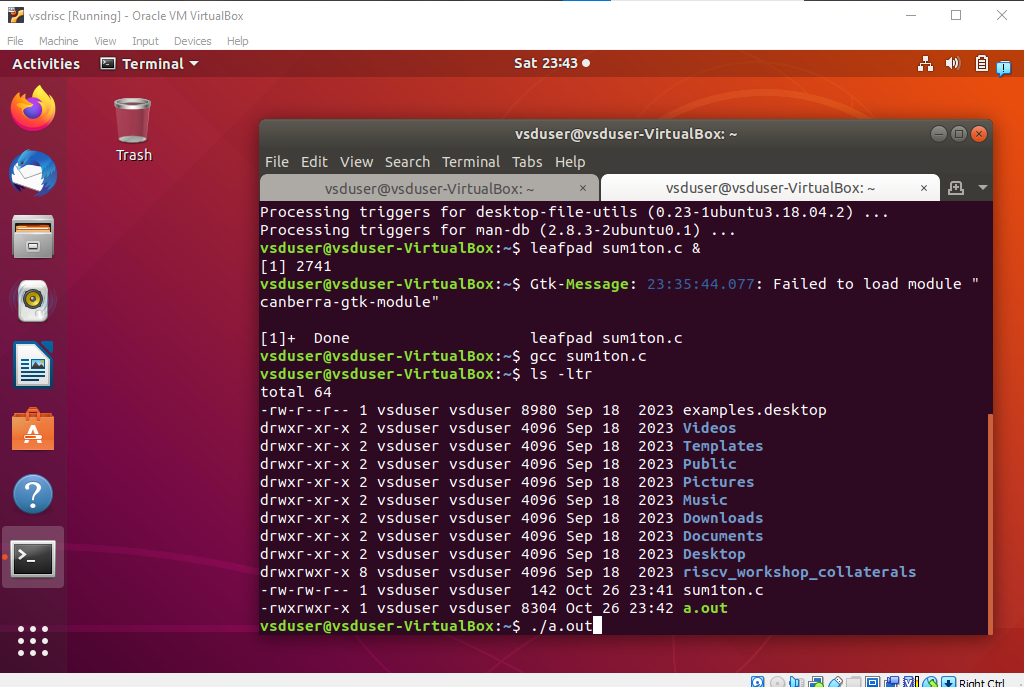 vsdrisc [Running] - Oracle VM VirtualBox
File Machine View Input Devices Help
Activities Terminal Sat 23:43
Trash
vsduser@vsduser-VirtualBox: ~
File Edit View Search Terminal Tabs Help
vsduser@vsduser-VirtualBox: ~ × vsduser@vsduser-VirtualBox: ~ ×
Processing triggers for desktop-file-utils (0.23-1ubuntu3.18.04.2) ...
Processing triggers for man-db (2.8.3-2ubuntu0.1) ...
vsduser@vsduser-VirtualBox:~$ leafpad sum1ton.c &
[1] 2741
vsduser@vsduser-VirtualBox:~$ Gtk-Message: 23:35:44.077: Failed to load module "
canberra-gtk-module"
[1]+  Done                    leafpad sum1ton.c
vsduser@vsduser-VirtualBox:~$ gcc sum1ton.c
vsduser@vsduser-VirtualBox:~$ ls -ltr
total 64
-rw-r--r-- 1 vsduser vsduser 8980 Sep 18  2023 examples.desktop
drwxr-xr-x 2 vsduser vsduser 4096 Sep 18  2023 Videos
drwxr-xr-x 2 vsduser vsduser 4096 Sep 18  2023 Templates
drwxr-xr-x 2 vsduser vsduser 4096 Sep 18  2023 Public
drwxr-xr-x 2 vsduser vsduser 4096 Sep 18  2023 Pictures
drwxr-xr-x 2 vsduser vsduser 4096 Sep 18  2023 Music
drwxr-xr-x 2 vsduser vsduser 4096 Sep 18  2023 Downloads
drwxr-xr-x 2 vsduser vsduser 4096 Sep 18  2023 Documents
drwxr-xr-x 2 vsduser vsduser 4096 Sep 18  2023 Desktop
drwxrwxr-x 8 vsduser vsduser 4096 Sep 18  2023 riscv_workshop_collaterals
-rw-rw-r-- 1 vsduser vsduser  142 Oct 26 23:41 sum1ton.c
-rwxrwxr-x 1 vsduser vsduser 8304 Oct 26 23:42 a.out
vsduser@vsduser-VirtualBox:~$ ./a.out
Right Ctrl